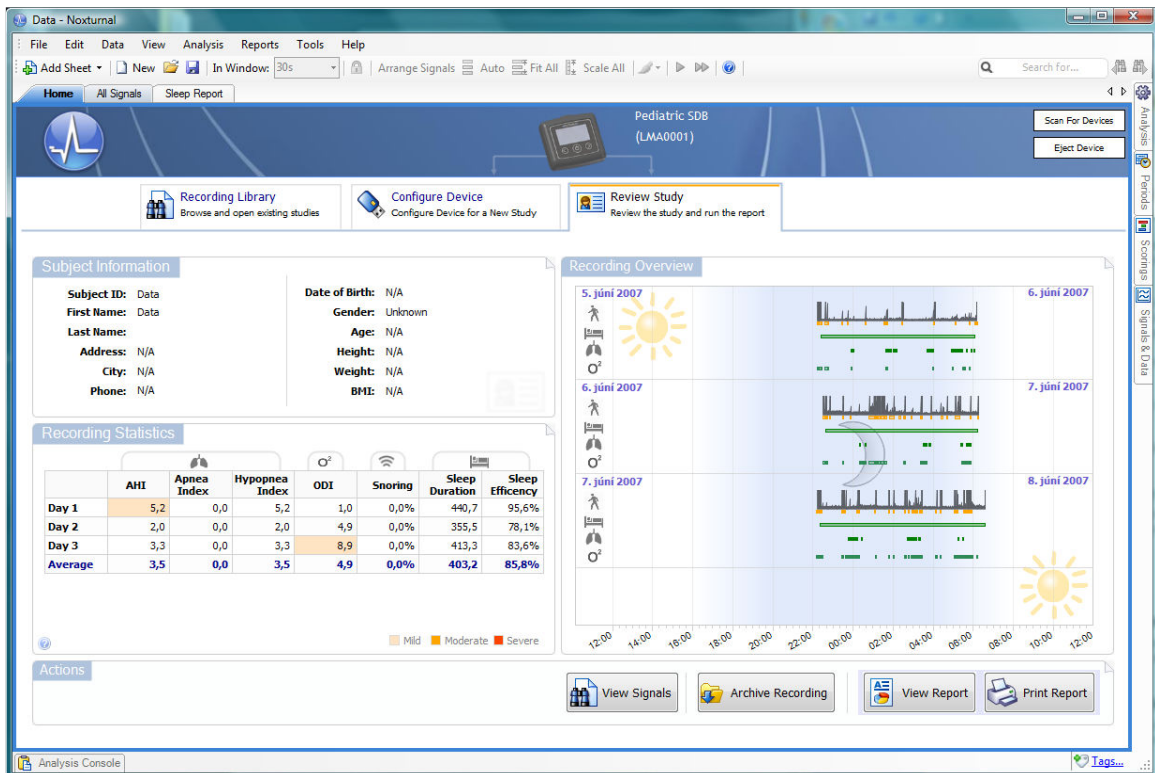 Data - Noxturnal
File Edit Data View Analysis Reports Tools Help
Add Sheet New In Window: 30s Arrange Signals Auto Fit All Scale All Search for...
Home All Signals Sleep Report
Pediatric SDB
(LMA0001)
Scan For Devices
Eject Device
Recording Library
Browse and open existing studies
Configure Device
Configure Device for a New Study
Review Study
Review the study and run the report
Subject Information
Subject ID: Data
First Name: Data
Last Name:
Address: N/A
City: N/A
Phone: N/A
Date of Birth: N/A
Gender: Unknown
Age: N/A
Height: N/A
Weight: N/A
BMI: N/A
Recording Statistics
O²
AHI Apnea Index Hypopnea Index ODI Snoring Sleep Duration Sleep Efficency
Day 1 5,2 0,0 5,2 1,0 0,0% 440,7 95,6%
Day 2 2,0 0,0 2,0 4,9 0,0% 355,5 78,1%
Day 3 3,3 0,0 3,3 8,9 0,0% 413,3 83,6%
Average 3,5 0,0 3,5 4,9 0,0% 403,2 85,8%
Mild Moderate Severe
Recording Overview
5. júní 2007 6. júní 2007
O²
6. júní 2007 7. júní 2007
O²
7. júní 2007 8. júní 2007
O²
12:00 14:00 16:00 18:00 20:00 22:00 00:00 02:00 04:00 06:00 08:00 10:00 12:00
Actions
View Signals Archive Recording View Report Print Report
Analysis
Periods
Scorings
Signals & Data
Analysis Console Tags...